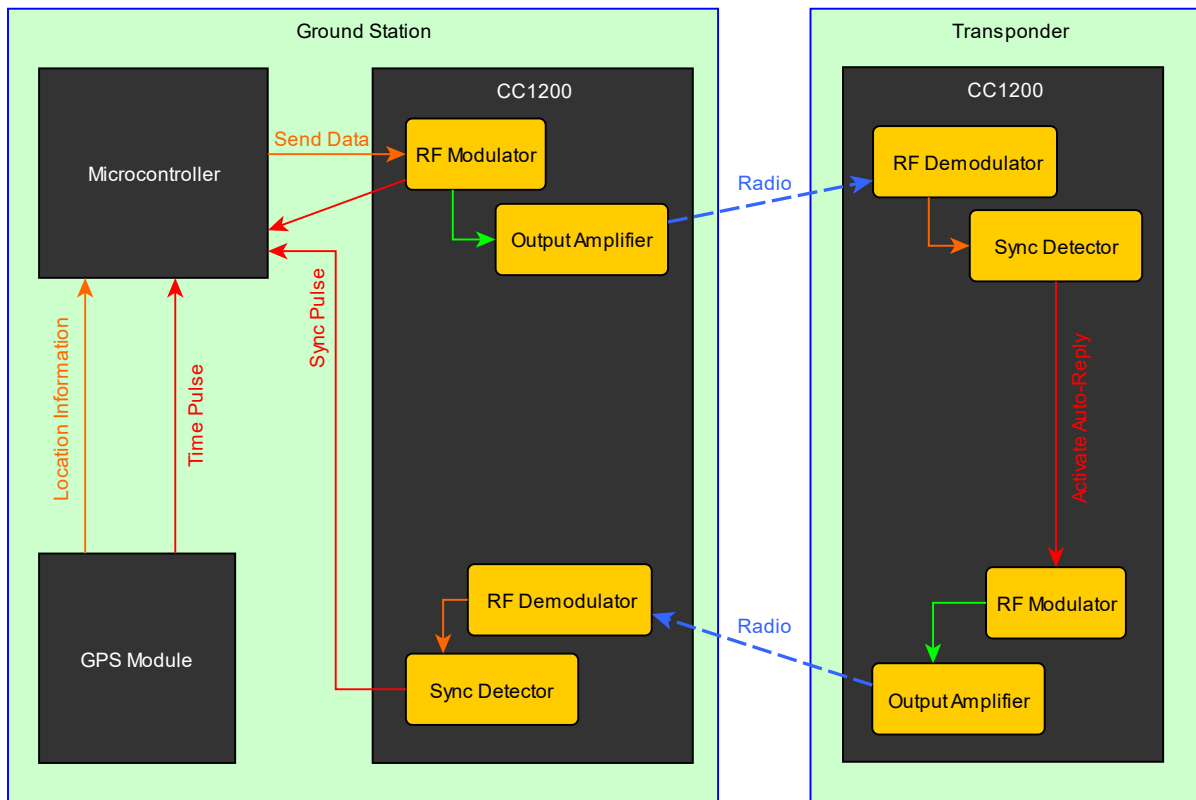 Ground Station
Transponder
CC1200
CC1200
Send Data
RF Modulator
RF Demodulator
Microcontroller
Radio
Output Amplifier
Sync Detector
Sync Pulse
Location Information
Time Pulse
Activate Auto-Reply
RF Demodulator
RF Modulator
Radio
GPS Module
Sync Detector
Output Amplifier